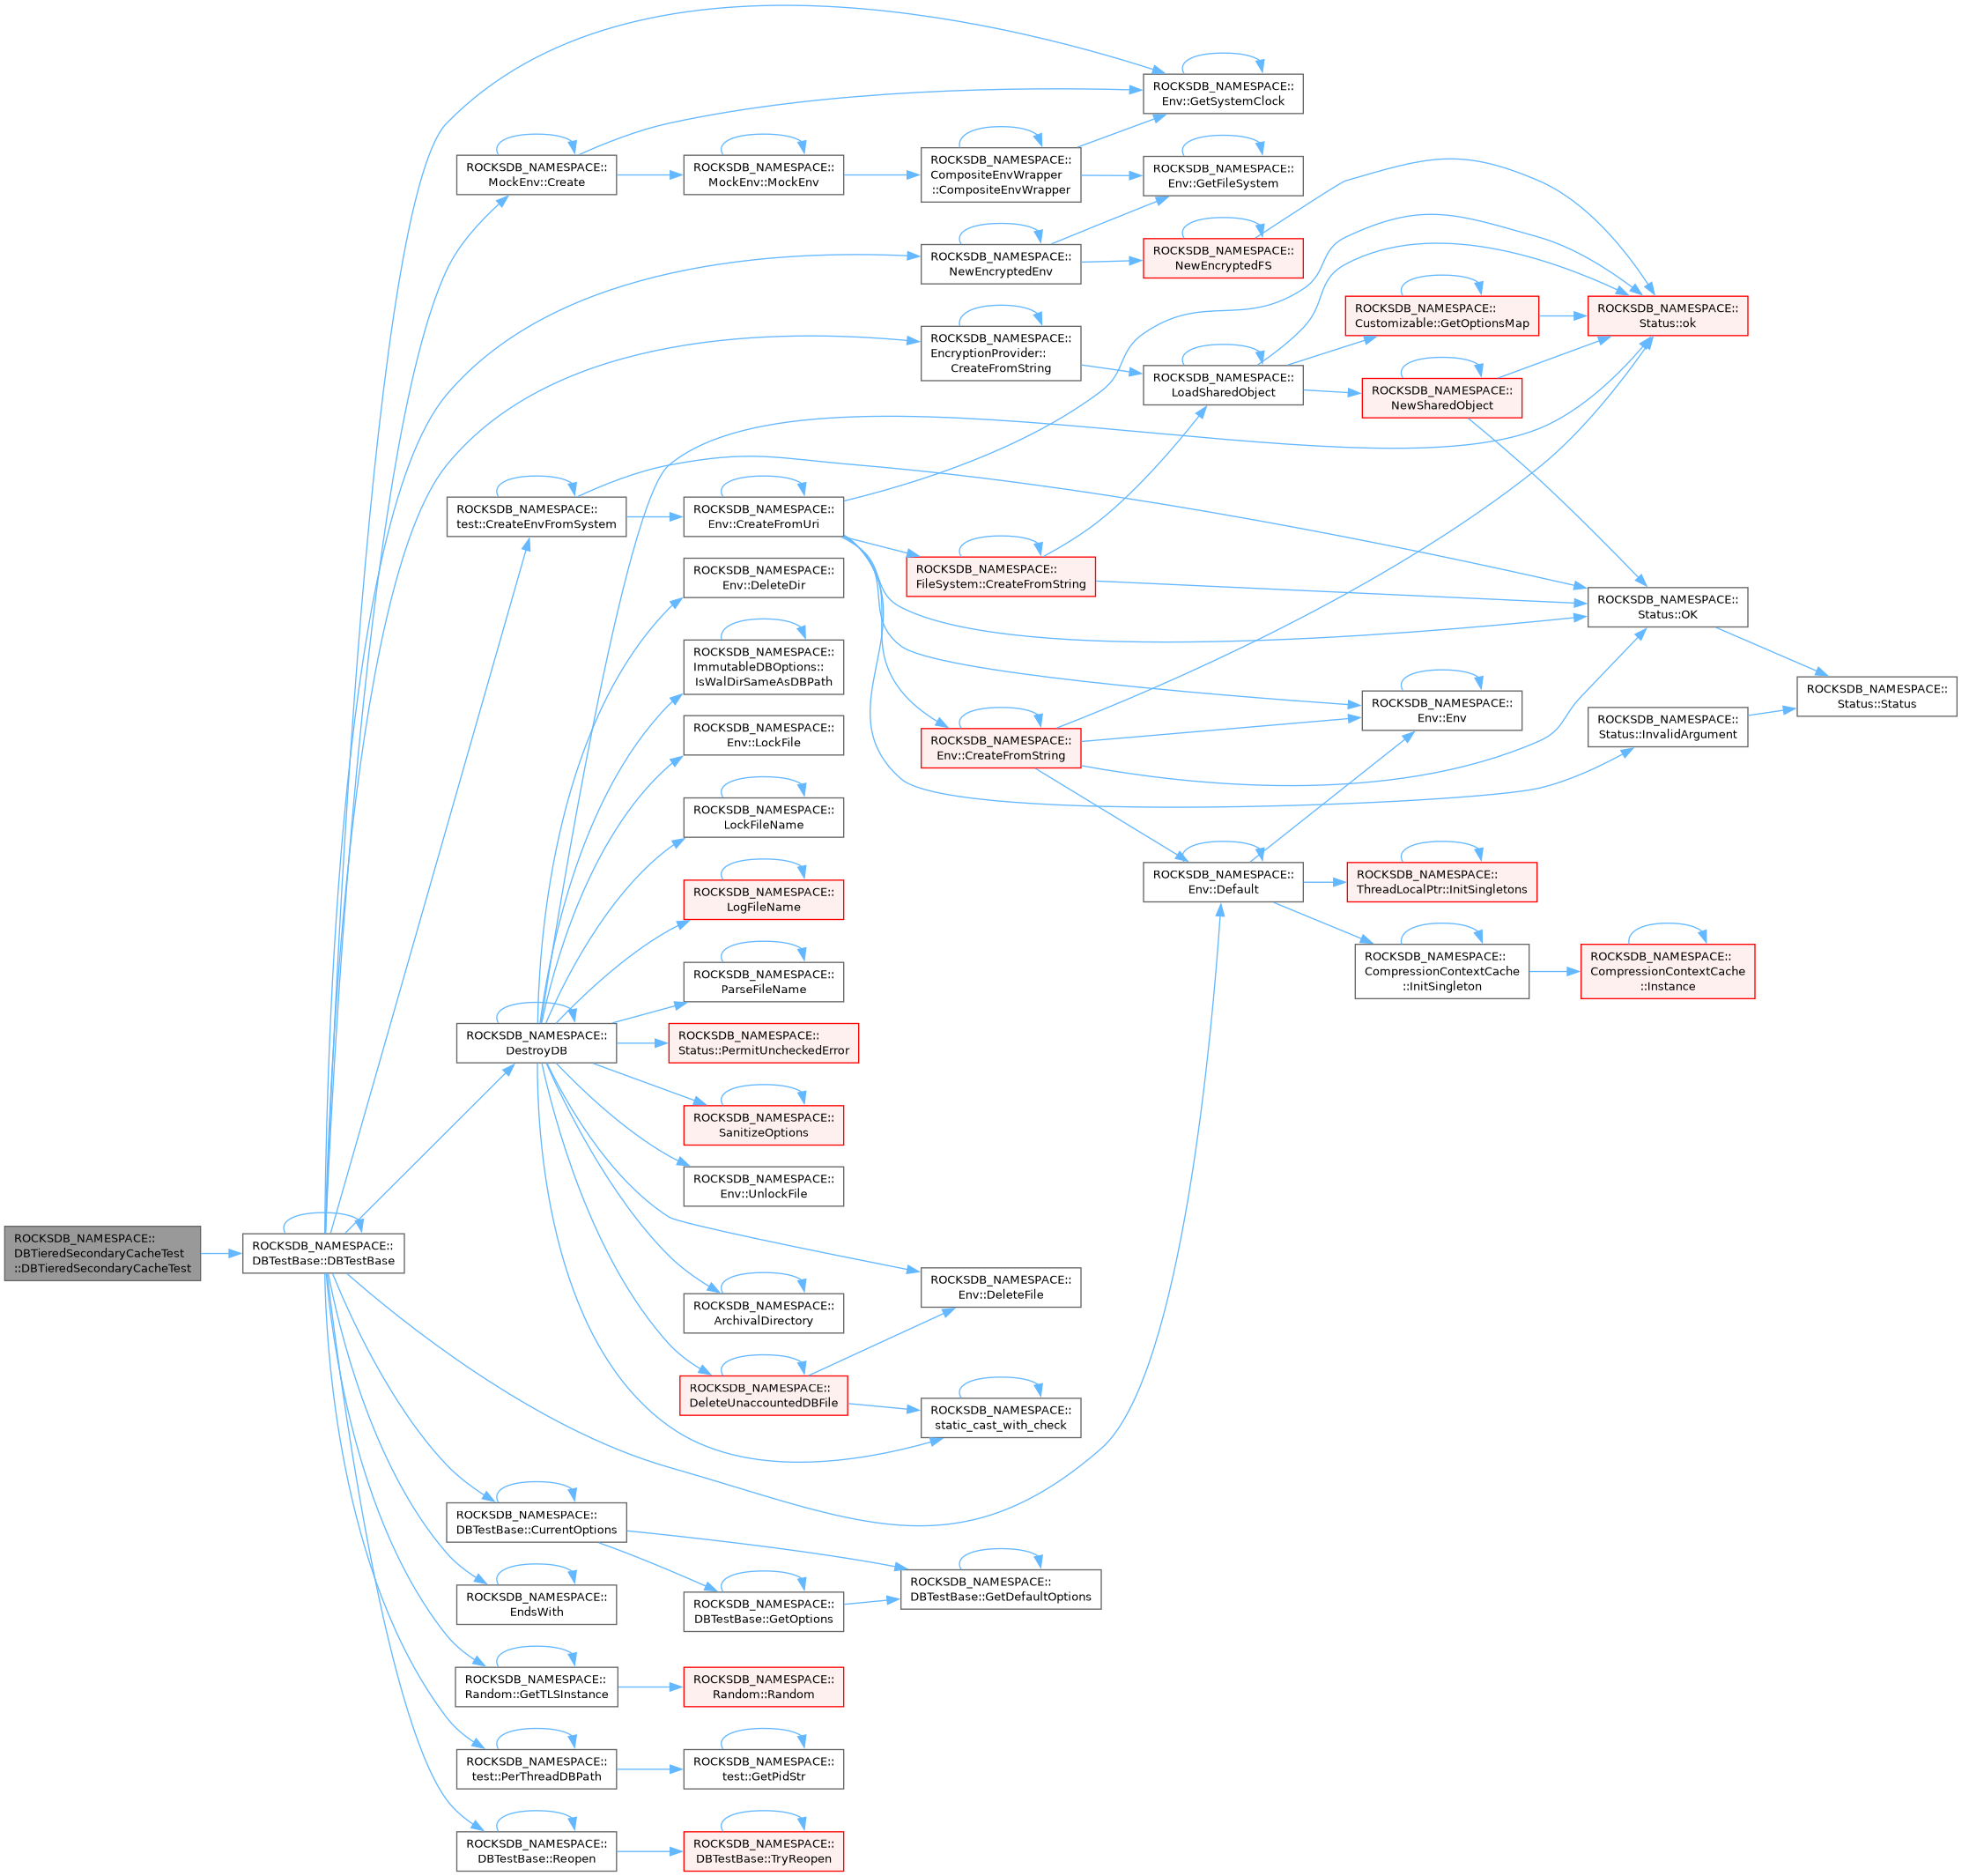 ROCKSDB_NAMESPACE::
Env::GetSystemClock
ROCKSDB_NAMESPACE::
MockEnv::Create
ROCKSDB_NAMESPACE::
MockEnv::MockEnv
ROCKSDB_NAMESPACE::
CompositeEnvWrapper
::CompositeEnvWrapper
ROCKSDB_NAMESPACE::
Env::GetFileSystem
ROCKSDB_NAMESPACE::
NewEncryptedEnv
ROCKSDB_NAMESPACE::
NewEncryptedFS
ROCKSDB_NAMESPACE::
Customizable::GetOptionsMap
ROCKSDB_NAMESPACE::
Status::ok
ROCKSDB_NAMESPACE::
EncryptionProvider::
CreateFromString
ROCKSDB_NAMESPACE::
LoadSharedObject
ROCKSDB_NAMESPACE::
NewSharedObject
ROCKSDB_NAMESPACE::
test::CreateEnvFromSystem
ROCKSDB_NAMESPACE::
Env::CreateFromUri
ROCKSDB_NAMESPACE::
Env::DeleteDir
ROCKSDB_NAMESPACE::
FileSystem::CreateFromString
ROCKSDB_NAMESPACE::
Status::OK
ROCKSDB_NAMESPACE::
ImmutableDBOptions::
IsWalDirSameAsDBPath
ROCKSDB_NAMESPACE::
Status::Status
ROCKSDB_NAMESPACE::
Env::Env
ROCKSDB_NAMESPACE::
Status::InvalidArgument
ROCKSDB_NAMESPACE::
Env::LockFile
ROCKSDB_NAMESPACE::
Env::CreateFromString
ROCKSDB_NAMESPACE::
LockFileName
ROCKSDB_NAMESPACE::
Env::Default
ROCKSDB_NAMESPACE::
ThreadLocalPtr::InitSingletons
ROCKSDB_NAMESPACE::
LogFileName
ROCKSDB_NAMESPACE::
ParseFileName
ROCKSDB_NAMESPACE::
CompressionContextCache
::InitSingleton
ROCKSDB_NAMESPACE::
CompressionContextCache
::Instance
ROCKSDB_NAMESPACE::
DestroyDB
ROCKSDB_NAMESPACE::
Status::PermitUncheckedError
ROCKSDB_NAMESPACE::
SanitizeOptions
ROCKSDB_NAMESPACE::
Env::UnlockFile
ROCKSDB_NAMESPACE::
DBTieredSecondaryCacheTest
::DBTieredSecondaryCacheTest
ROCKSDB_NAMESPACE::
DBTestBase::DBTestBase
ROCKSDB_NAMESPACE::
Env::DeleteFile
ROCKSDB_NAMESPACE::
ArchivalDirectory
ROCKSDB_NAMESPACE::
DeleteUnaccountedDBFile
ROCKSDB_NAMESPACE::
static_cast_with_check
ROCKSDB_NAMESPACE::
DBTestBase::CurrentOptions
ROCKSDB_NAMESPACE::
DBTestBase::GetDefaultOptions
ROCKSDB_NAMESPACE::
EndsWith
ROCKSDB_NAMESPACE::
DBTestBase::GetOptions
ROCKSDB_NAMESPACE::
Random::GetTLSInstance
ROCKSDB_NAMESPACE::
Random::Random
ROCKSDB_NAMESPACE::
test::PerThreadDBPath
ROCKSDB_NAMESPACE::
test::GetPidStr
ROCKSDB_NAMESPACE::
DBTestBase::Reopen
ROCKSDB_NAMESPACE::
DBTestBase::TryReopen